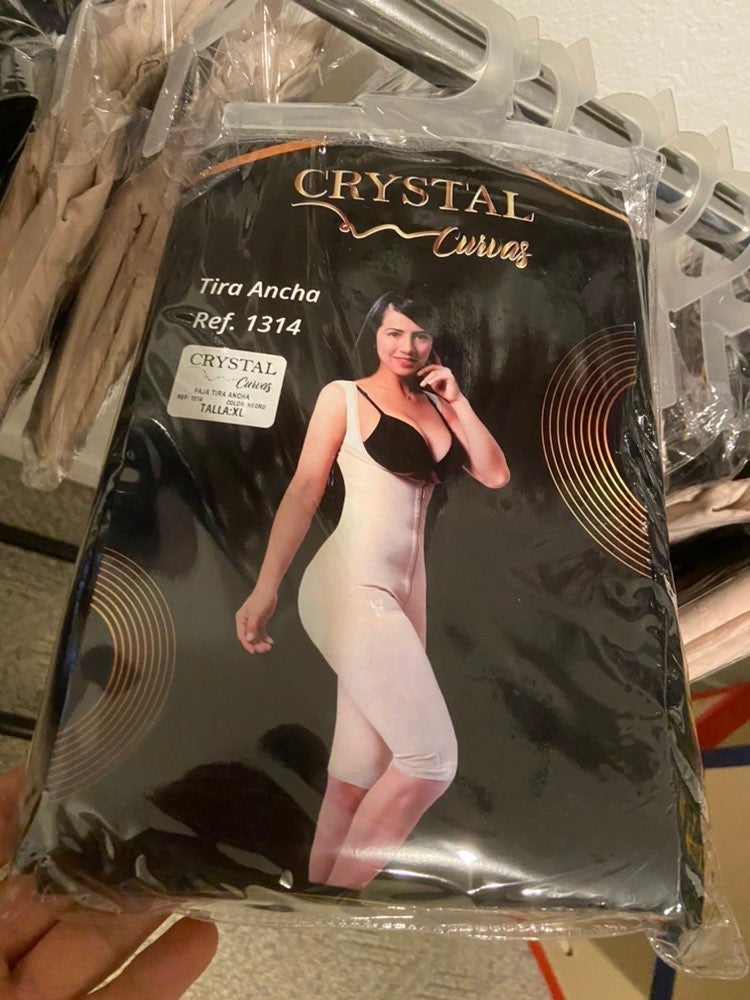 CRYSTAL
Curvas
Tira Ancha
Ref. 1314
CRYSTAL
Curvas
FAJA TIRA ANCHA
REF: 1314 COLOR: NEGRO
TALLA:XL